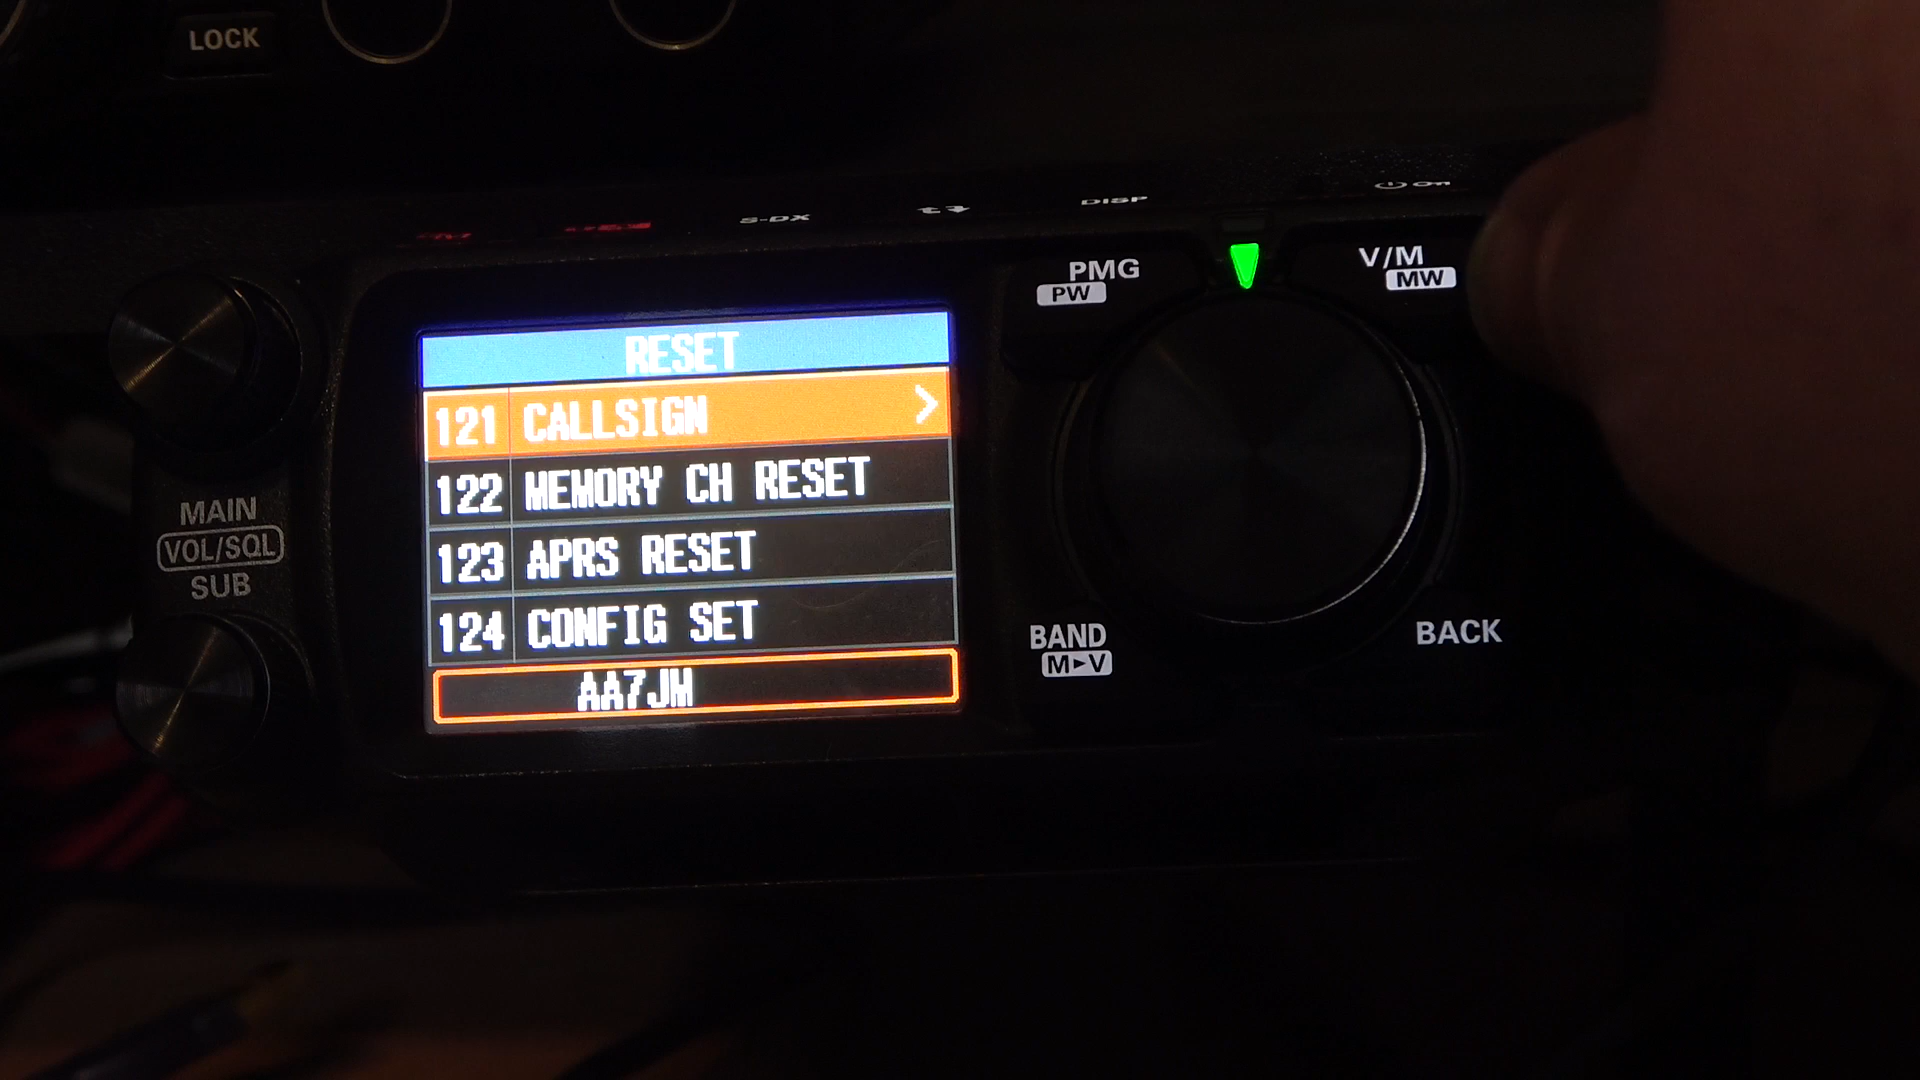 LOCK
S-DX
DISP
PMG
PW
V/M
MW
RESET
121 CALLSIGN >
122 MEMORY CH RESET
123 APRS RESET
124 CONFIG SET
AA7JM
MAIN
VOL/SQL
SUB
BAND
M►V
BACK